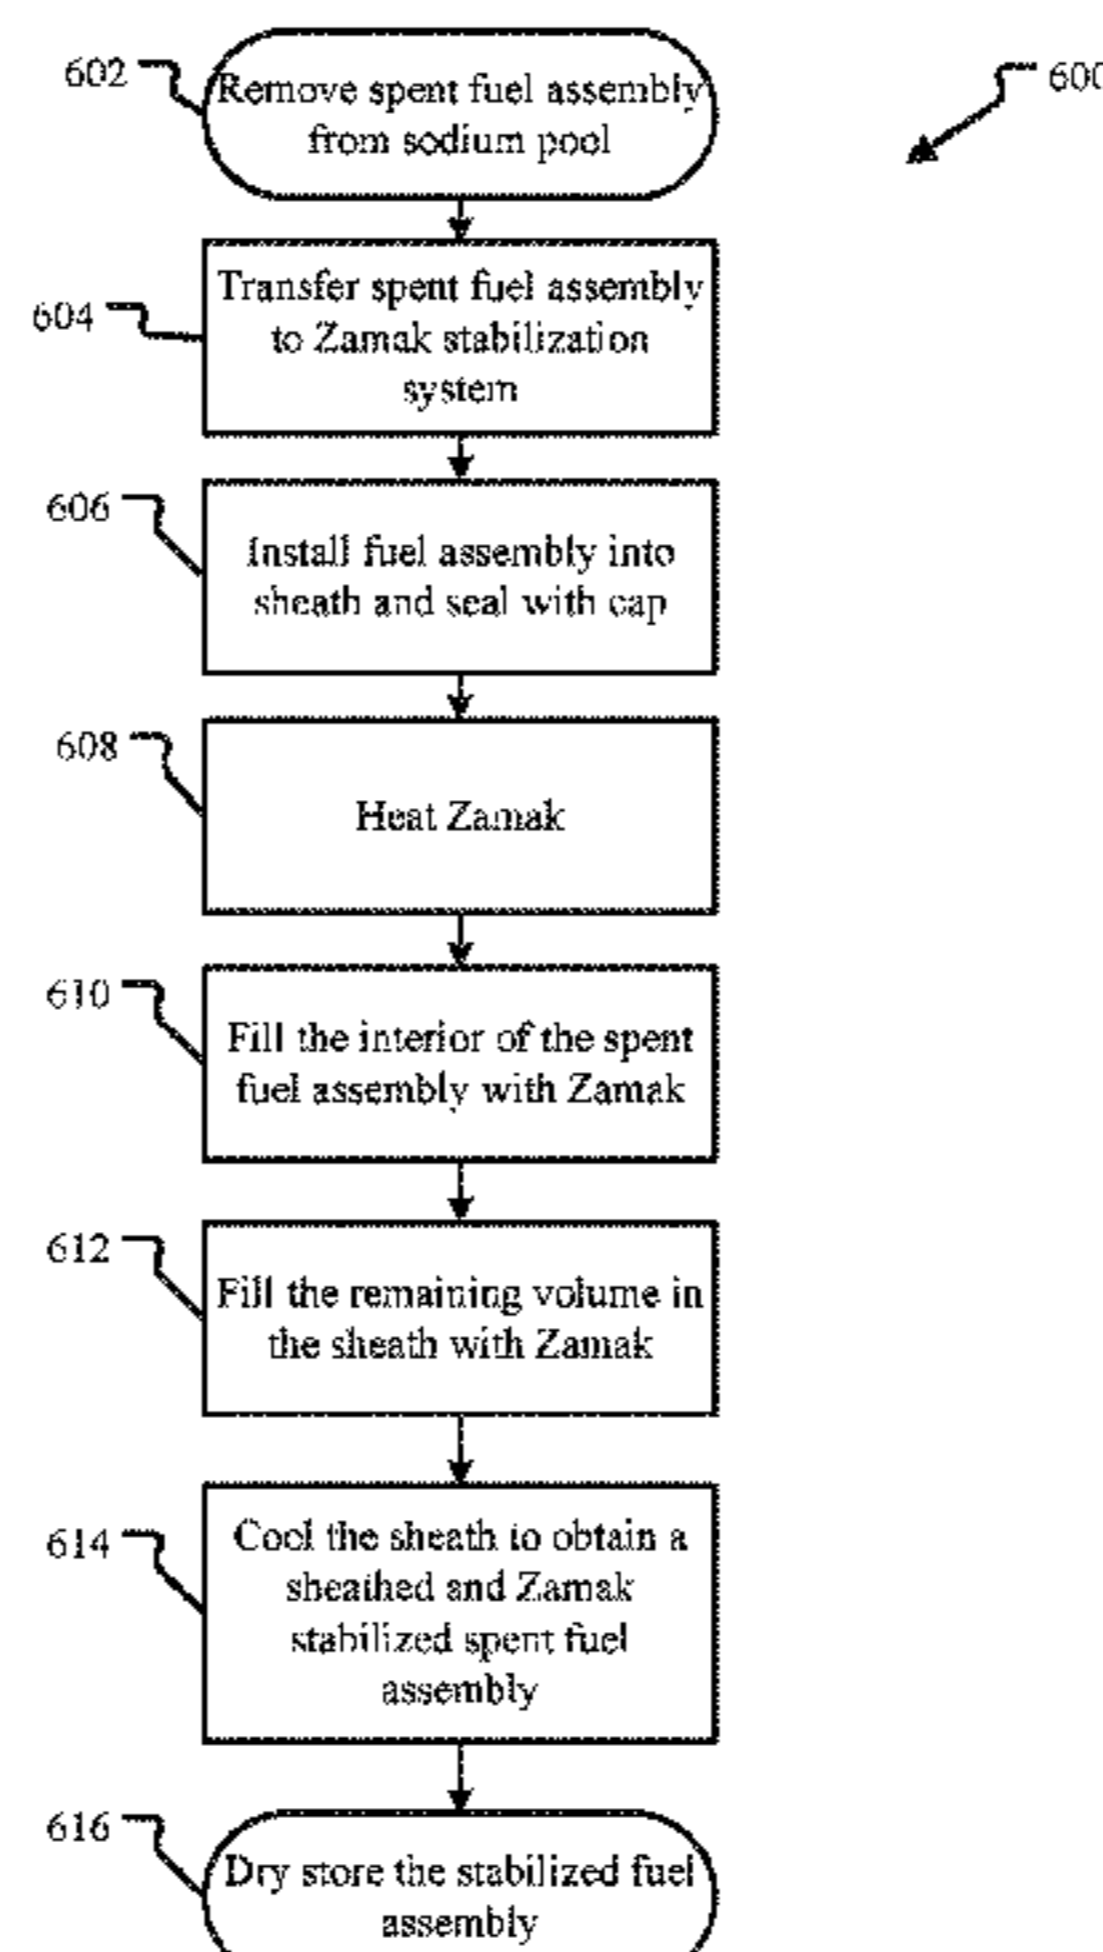 602
Remove spent fuel assembly
from sodium pool
600
604
Transfer spent fuel assembly
to Zamak stabilization
system
606
Install fuel assembly into
sheath and seal with cap
608
Heat Zamak
610
Fill the interior of the spent
fuel assembly with Zamak
612
Fill the remaining volume in
the sheath with Zamak
614
Cool the sheath to obtain a
sheathed and Zamak
stabilized spent fuel
assembly
616
Dry store the stabilized fuel
assembly